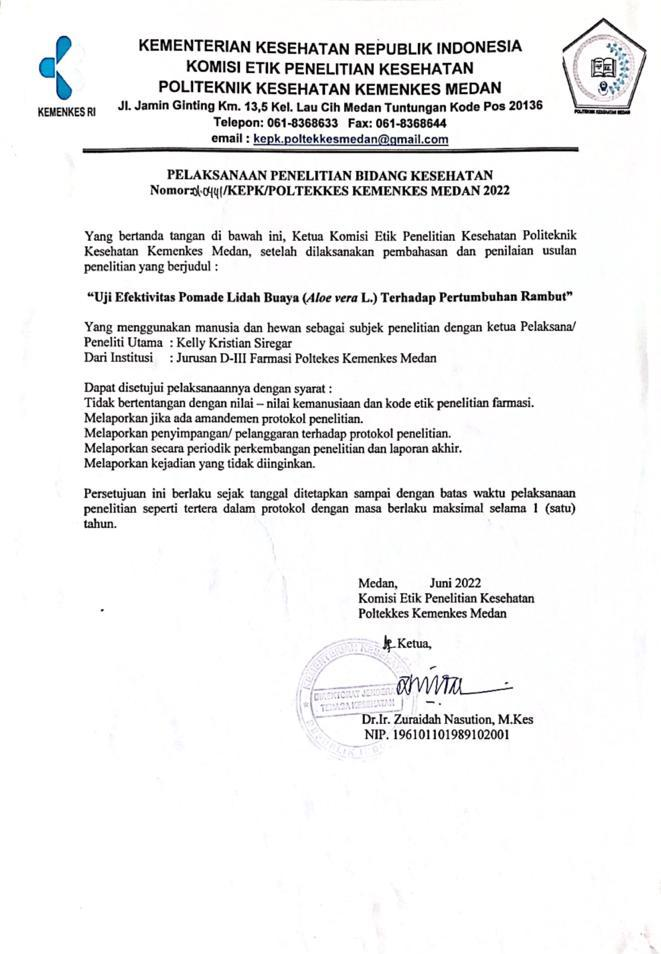 KEMENTERIAN KESEHATAN REPUBLIK INDONESIA
KOMISI ETIK PENELITIAN KESEHATAN
POLITEKNIK KESEHATAN KEMENKES MEDAN
Jl. Jamin Ginting Km. 13,5 Kel. Lau Cih Medan Tuntungan Kode Pos 20136
Telepon: 061-8368633 Fax: 061-8368644
email : kepk.poltekkesmedan@gmail.com
KEMENKES RI
POLITEKNIK KESEHATAN MEDAN
PELAKSANAAN PENELITIAN BIDANG KESEHATAN
Nomor: /KEPK/POLTEKKES KEMENKES MEDAN 2022
Yang bertanda tangan di bawah ini, Ketua Komisi Etik Penelitian Kesehatan Politeknik
Kesehatan Kemenkes Medan, setelah dilaksanakan pembahasan dan penilaian usulan
penelitian yang berjudul :
“Uji Efektivitas Pomade Lidah Buaya (Aloe vera L.) Terhadap Pertumbuhan Rambut”
Yang menggunakan manusia dan hewan sebagai subjek penelitian dengan ketua Pelaksana/
Peneliti Utama : Kelly Kristian Siregar
Dari Institusi : Jurusan D-III Farmasi Poltekes Kemenkes Medan
Dapat disetujui pelaksanaannya dengan syarat :
Tidak bertentangan dengan nilai – nilai kemanusiaan dan kode etik penelitian farmasi.
Melaporkan jika ada amandemen protokol penelitian.
Melaporkan penyimpangan/ pelanggaran terhadap protokol penelitian.
Melaporkan secara periodik perkembangan penelitian dan laporan akhir.
Melaporkan kejadian yang tidak diinginkan.
Persetujuan ini berlaku sejak tanggal ditetapkan sampai dengan batas waktu pelaksanaan
penelitian seperti tertera dalam protokol dengan masa berlaku maksimal selama 1 (satu)
tahun.
Medan, Juni 2022
Komisi Etik Penelitian Kesehatan
Poltekkes Kemenkes Medan
Ketua,
DIREKTORAT JENDERAL
TENAGA KESEHATAN
Dr.Ir. Zuraidah Nasution, M.Kes
NIP. 196101101989102001